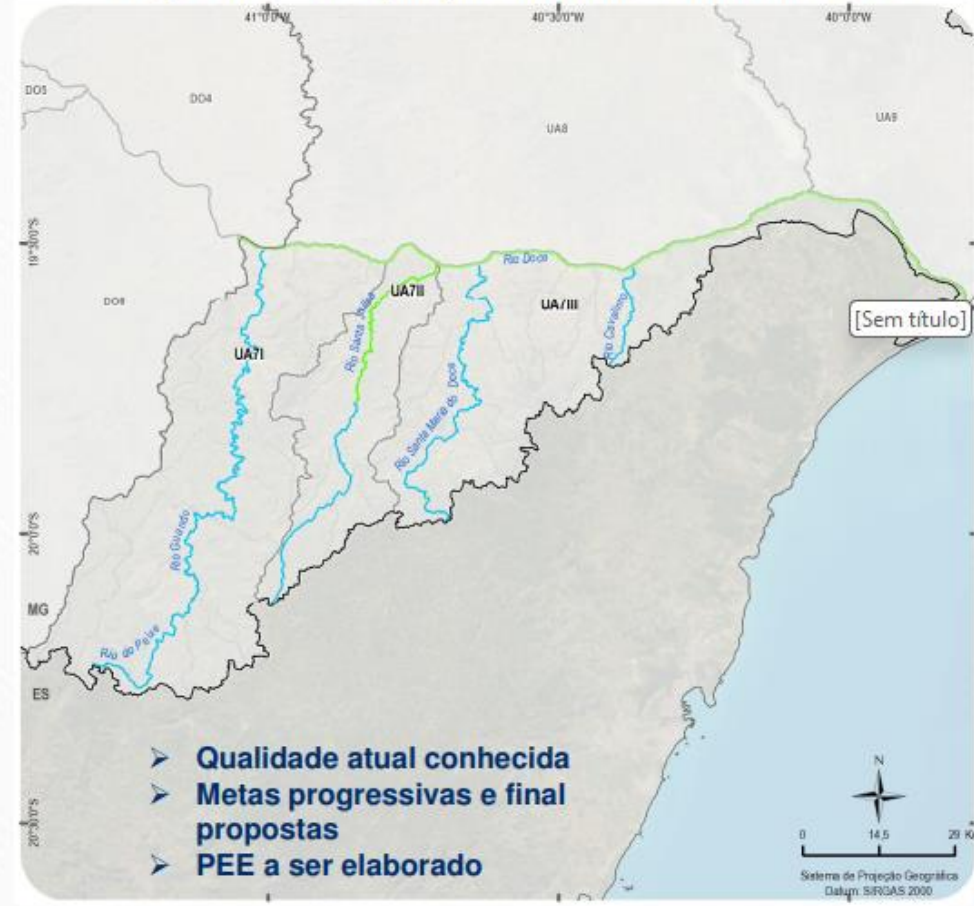 41°0'0"W
40°30'0"W
40°0'0"W
DO5
DO4
UA8
UA9
19°30'0"S
Rio Doce
UA7II
UA7III
DO6
Rio Cavalinho
[Sem título]
UA7I
Rio Santa Maria do Doce
20°0'0"S
Rio Guandu
MG
Rio do Peixe
ES
20°30'0"S
➤ Qualidade atual conhecida
➤ Metas progressivas e final
propostas
➤ PEE a ser elaborado
N
0 14,5 29 Km
Sistema de Projeção Geográfica
Datum: SIRGAS 2000